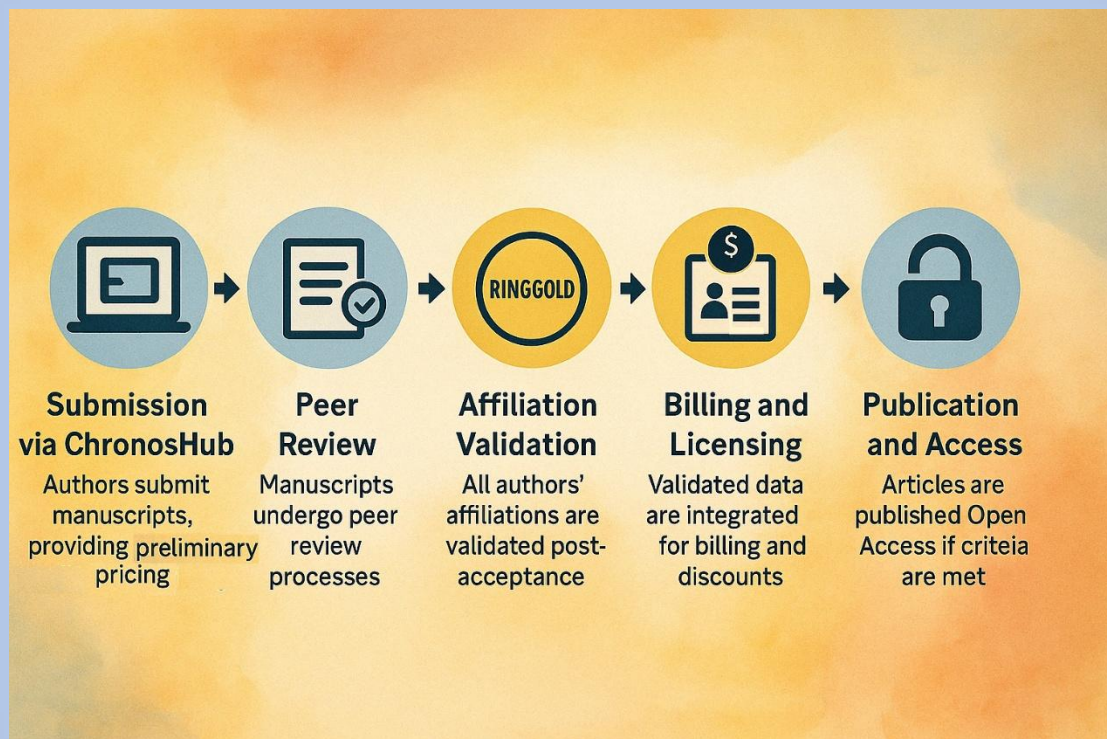 RINGGOLD
$
Submission
via ChronosHub
Authors submit
manuscripts,
providing preliminary
pricing
Peer
Review
Manuscripts
undergo peer
review
processes
Affiliation
Validation
All authors’
affiliations are
validated post-
acceptance
Billing and
Licensing
Validated data
are integrated
for billing and
discounts
Publication
and Access
Articles are
published Open
Access if criteia
are met